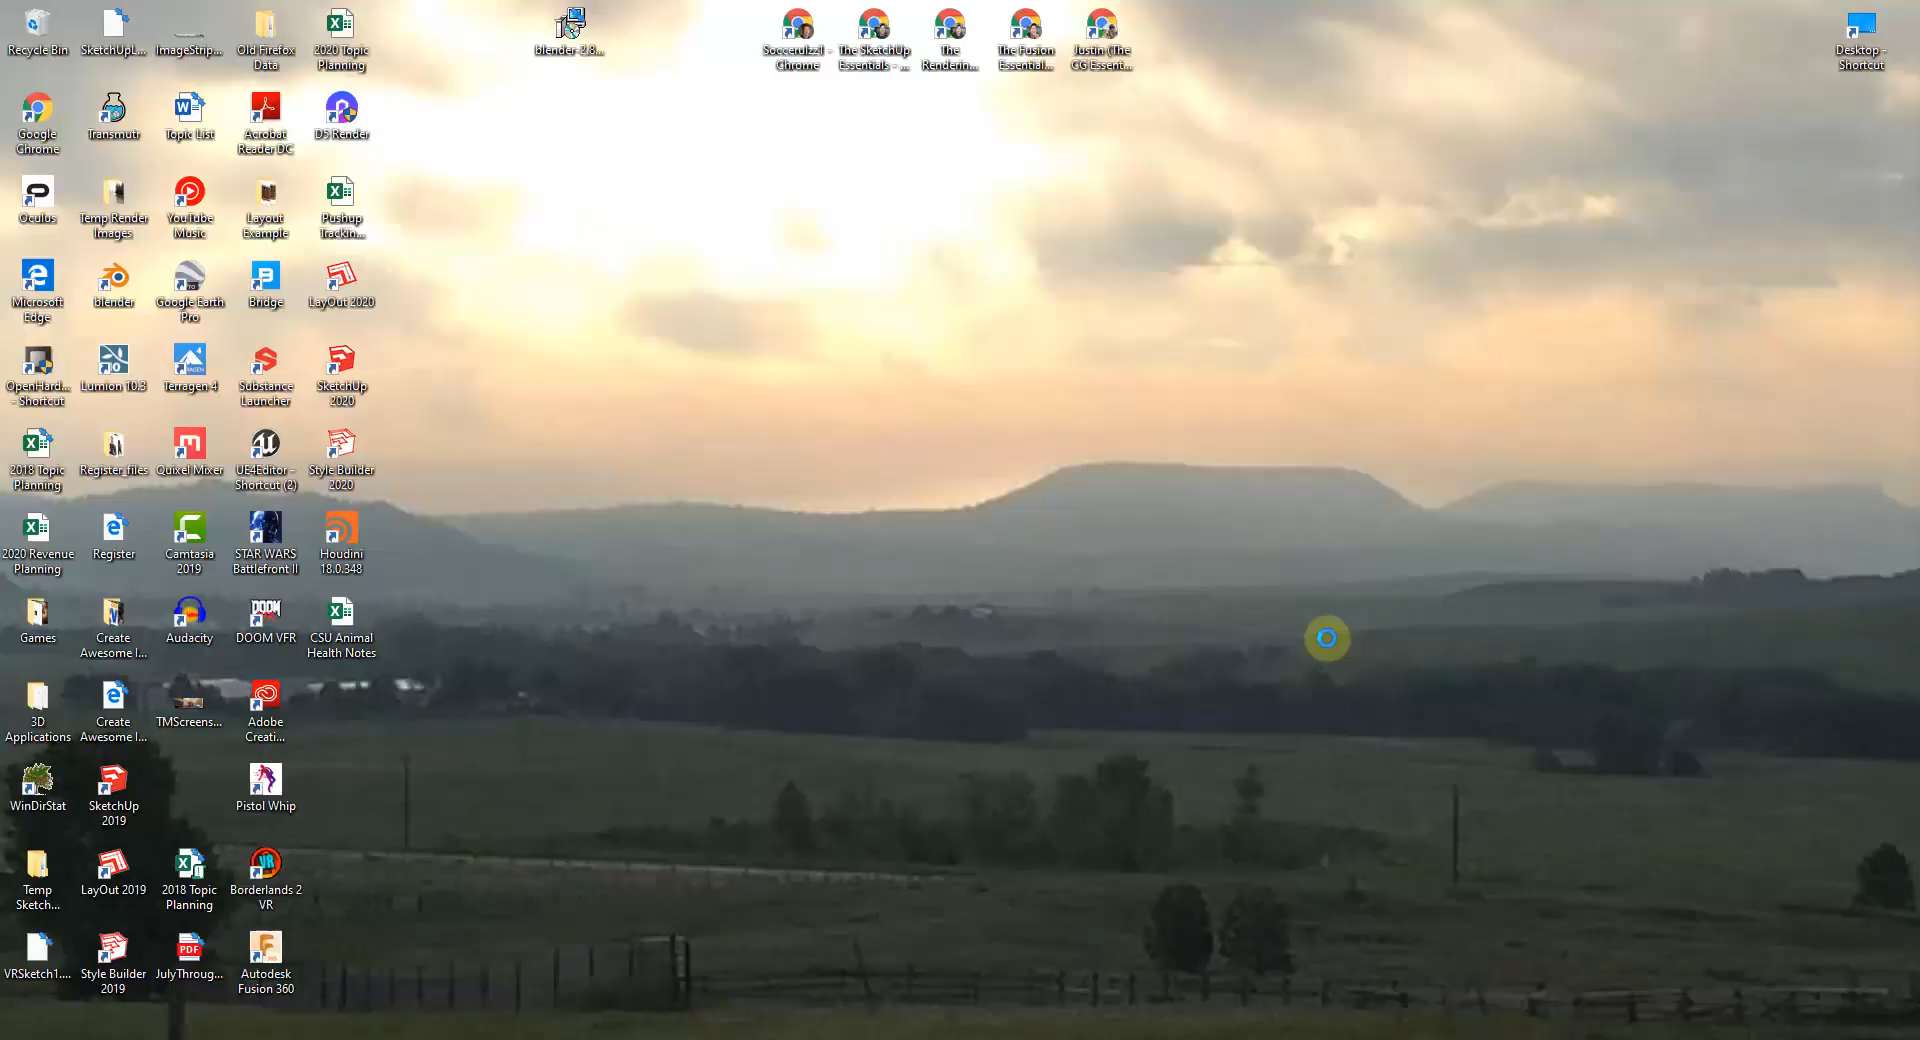 Recycle Bin
SketchUpL...
ImageStrip...
Old Firefox
Data
2020 Topic
Planning
blender-2.8...
Soccerulzz1 -
Chrome
The SketchUp
Essentials - ...
The
Renderin...
The Fusion
Essential...
Justin (The
CG Essent...
Desktop -
Shortcut
Google
Chrome
Transmutr
Topic List
Acrobat
Reader DC
D5 Render
Oculus
Temp Render
Images
YouTube
Music
Layout
Example
Pushup
Trackin...
Microsoft
Edge
blender
Google Earth
Pro
Bridge
LayOut 2020
OpenHard...
- Shortcut
Lumion 10.3
Terragen 4
Substance
Launcher
SketchUp
2020
2018 Topic
Planning
Register_files
Quixel Mixer
UE4Editor -
Shortcut (2)
Style Builder
2020
2020 Revenue
Planning
Register
Camtasia
2019
STAR WARS
Battlefront II
Houdini
18.0.348
Games
Create
Awesome I...
Audacity
DOOM VFR
CSU Animal
Health Notes
3D
Applications
Create
Awesome I...
TMScreens...
Adobe
Creati...
WinDirStat
SketchUp
2019
Pistol Whip
Temp
Sketch...
LayOut 2019
2018 Topic
Planning
Borderlands 2
VR
VRSketch1....
Style Builder
2019
JulyThroug...
Autodesk
Fusion 360